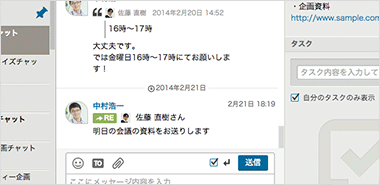 チャット
イズチャッ
チャット
画チャット
ィー企画
佐藤 直樹 2014年2月20日 14:52
16時〜17時
大丈夫です。
では金曜日16時〜17時にてお願いしま
す！
2014年2月21日
中村浩一 2月21日 18:19
RE 佐藤 直樹さん
明日の会議の資料をお送りします
TO 送信
ここにメッセージ内容を入力
・企画資料
http://www.sample.com
タスク
タスク内容を入力して
自分のタスクのみ表示